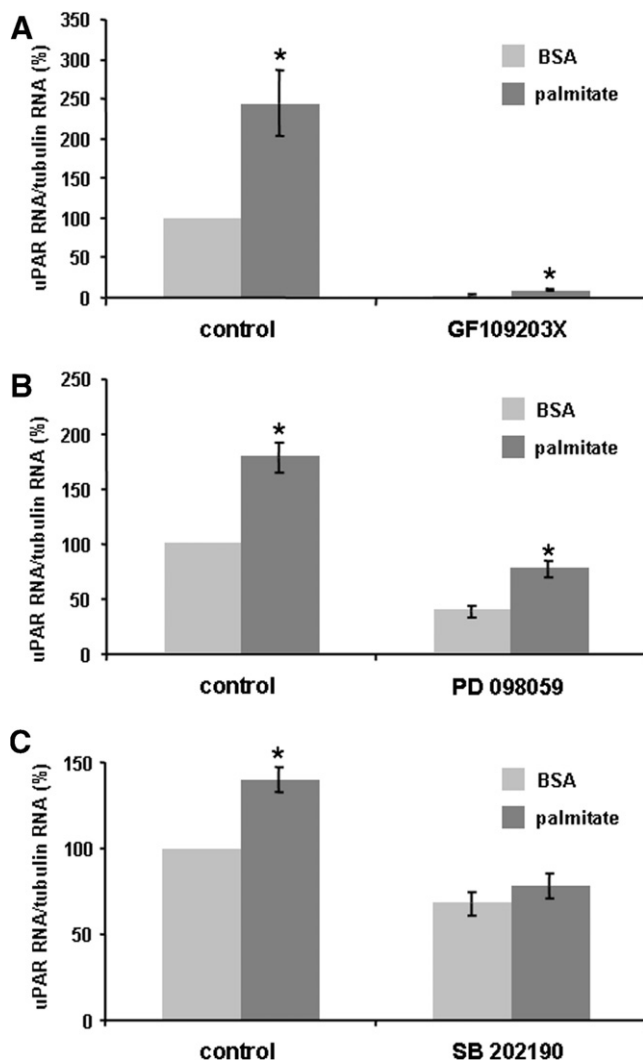 A
uPAR RNA/tubulin RNA (%)
350
300
250
200
150
100
50
0
*
*
BSA
palmitate
control GF109203X
B
uPAR RNA/tubulin RNA (%)
250
200
150
100
50
0
*
*
BSA
palmitate
control PD 098059
C
uPAR RNA/tubulin RNA (%)
150
100
50
0
*
BSA
palmitate
control SB 202190